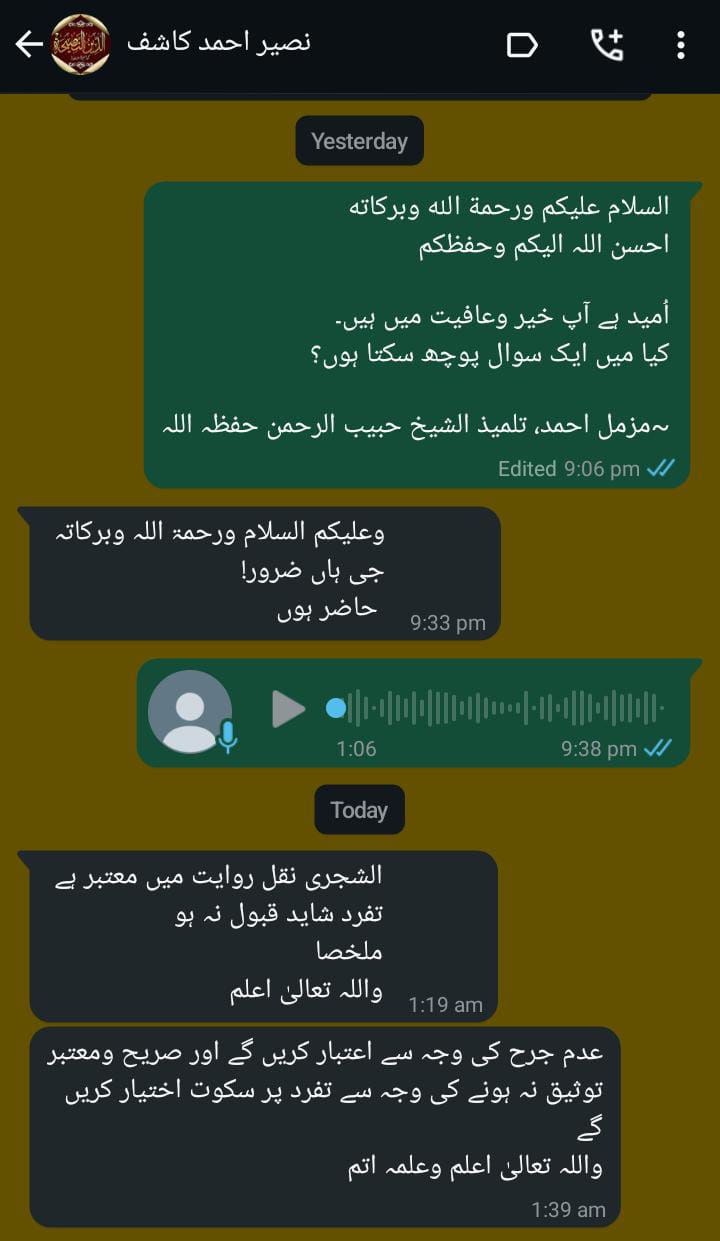 نصیر احمد کاشف
Yesterday
السلام علیکم ورحمة الله وبرکاته
احسن اللہ الیکم وحفظکم
اُمید ہے آپ خیر وعافیت میں ہیں۔
کیا میں ایک سوال پوچھ سکتا ہوں؟
~مزمل احمد، تلمیذ الشیخ حبیب الرحمن حفظہ اللہ
Edited 9:06 pm
وعلیکم السلام ورحمۃ اللہ وبرکاتہ
جی ہاں ضرور!
حاضر ہوں
9:33 pm
1:06
9:38 pm
Today
الشجری نقل روایت میں معتبر ہے
تفرد شاید قبول نہ ہو
ملخصا
واللہ تعالیٰ اعلم
1:19 am
عدم جرح کی وجہ سے اعتبار کریں گے اور صریح ومعتبر
توثیق نہ ہونے کی وجہ سے تفرد پر سکوت اختیار کریں
گے
واللہ تعالیٰ اعلم وعلمہ اتم
1:39 am